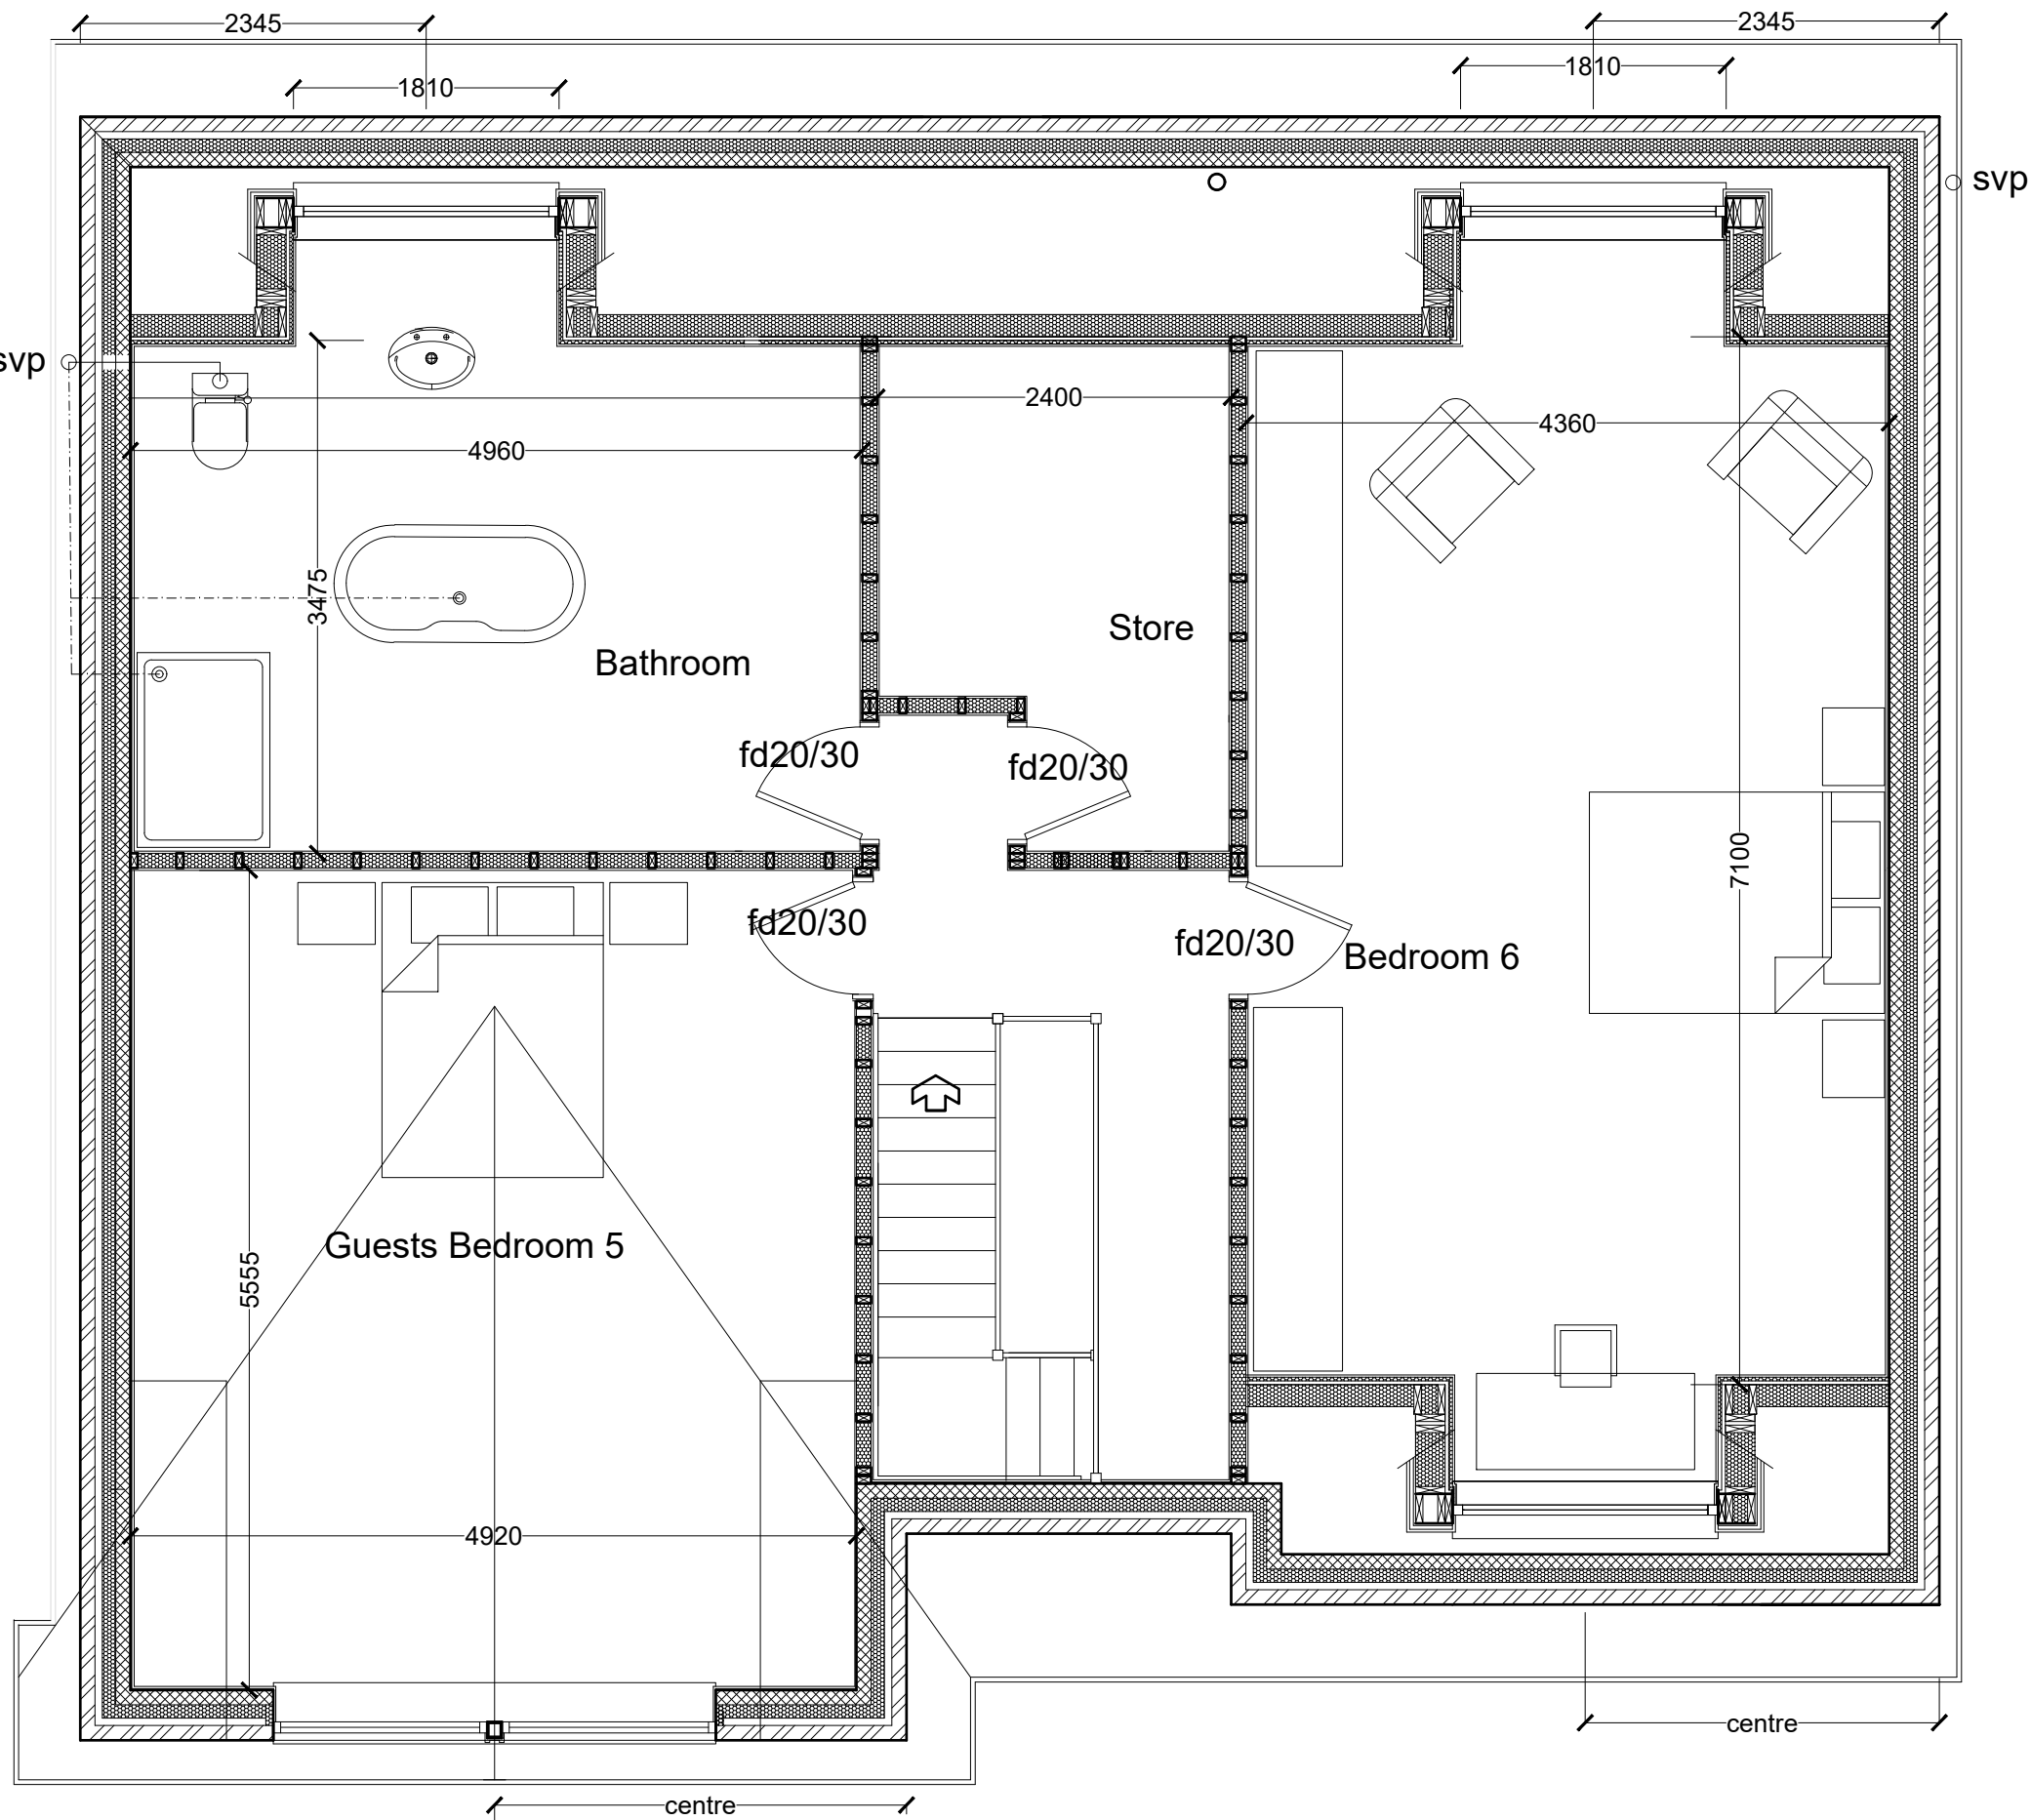 2345
2345
1810
1810
svp
svp
2400
4360
4960
3475
Store
Bathroom
fd20/30
fd20/30
7100
fd20/30
fd20/30
Bedroom 6
Guests Bedroom 5
5555
4920
centre
centre